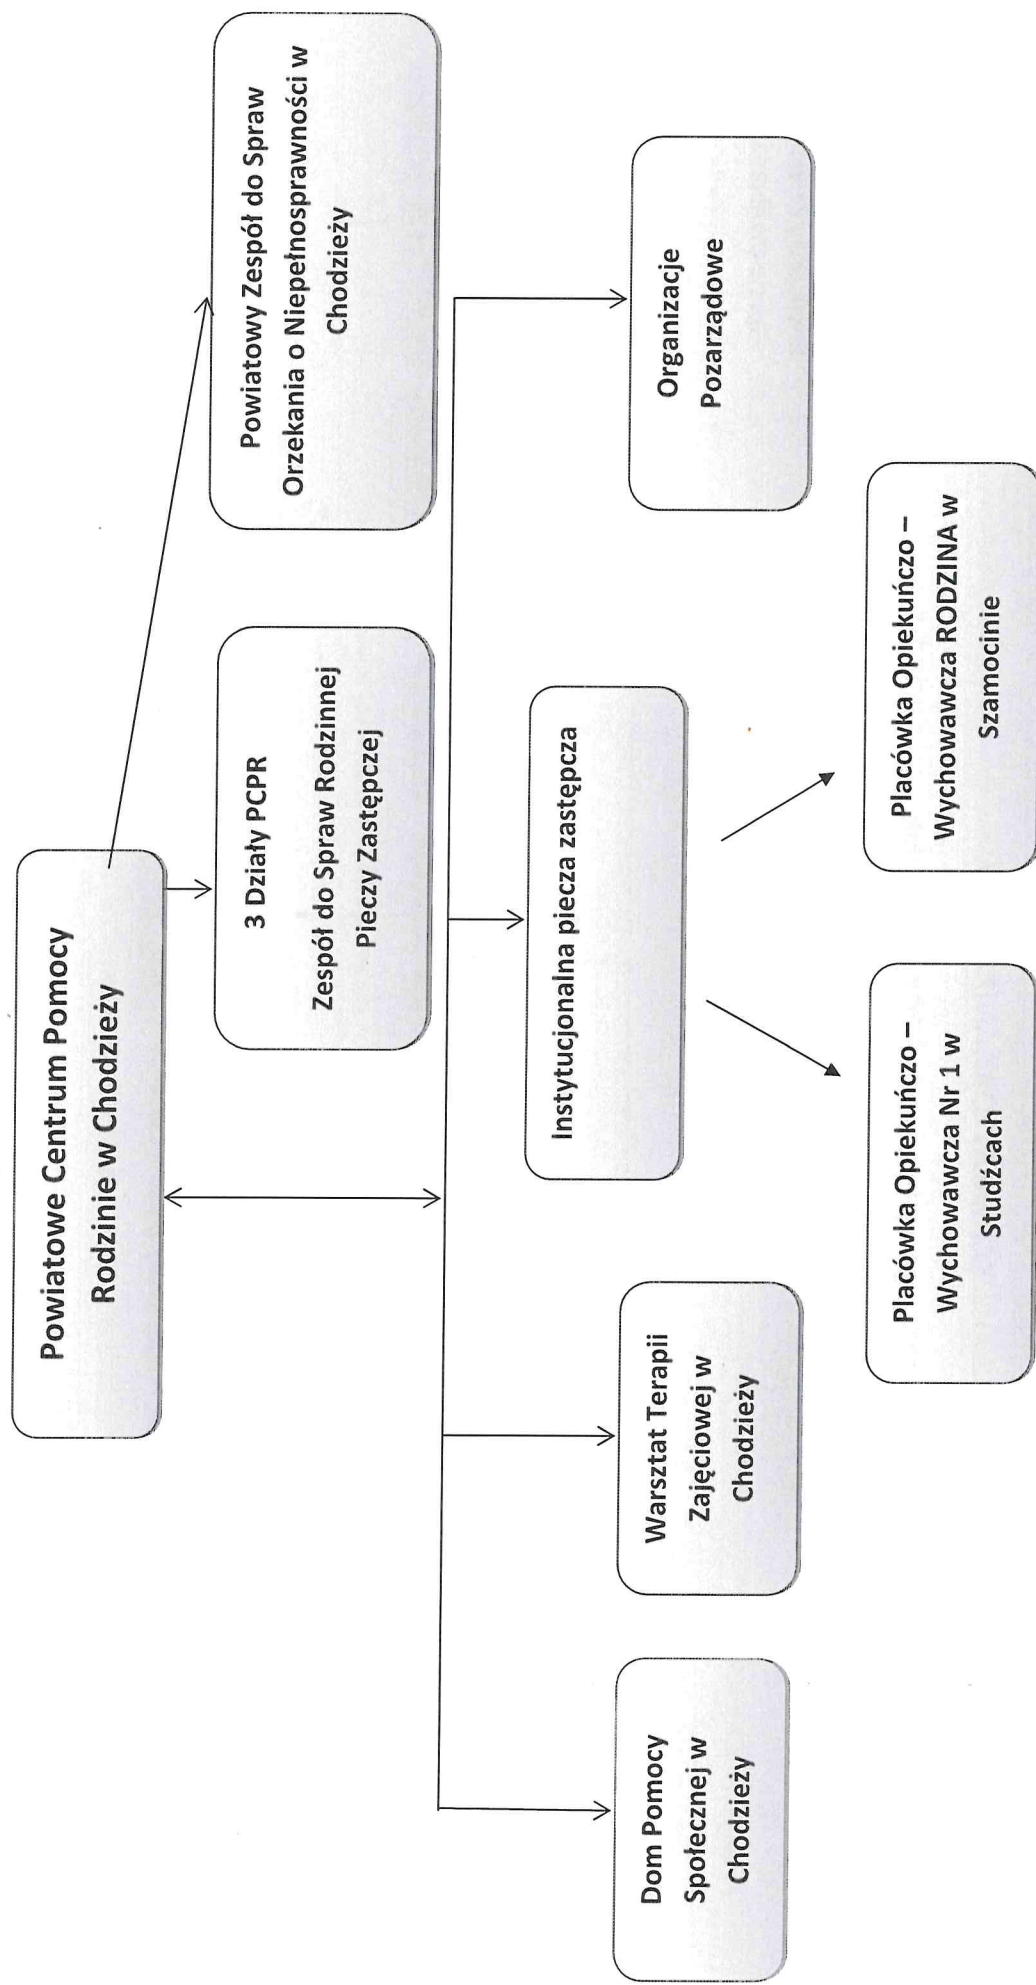 Powiatowe Centrum Pomocy
Rodzinie w Chodzieży
3 Działy PCPR
Zespół do Spraw Rodzinnej
Pieczy Zastępczej
Powiatowy Zespół do Spraw
Orzekania o Niepełnosprawności w
Chodzieży
Dom Pomocy
Społecznej w
Chodzieży
Warsztat Terapii
Zajęciowej w
Chodzieży
Instytucjonalna piecza zastępcza
Organizacje
Pozarządowe
Placówka Opiekuńczo –
Wychowawcza Nr 1 w
Studźcach
Placówka Opiekuńczo –
Wychowawcza RODZINA w
Szamocinie